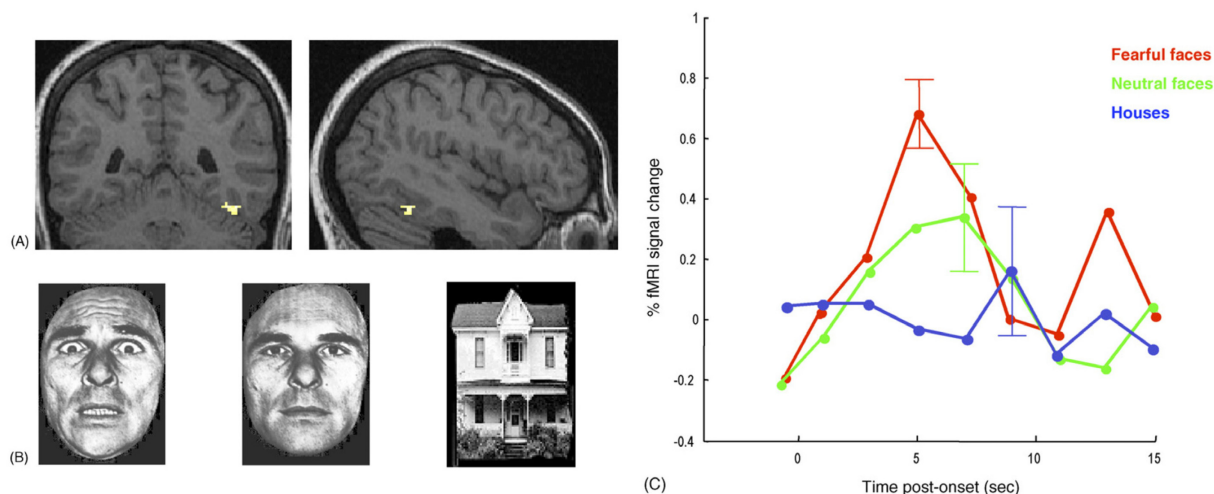 (A)
(B)
(C)
% fMRI signal change
1
0.8
0.6
0.4
0.2
0
-0.2
-0.4
Fearful faces
Neutral faces
Houses
0
5
10
15
Time post-onset (sec)